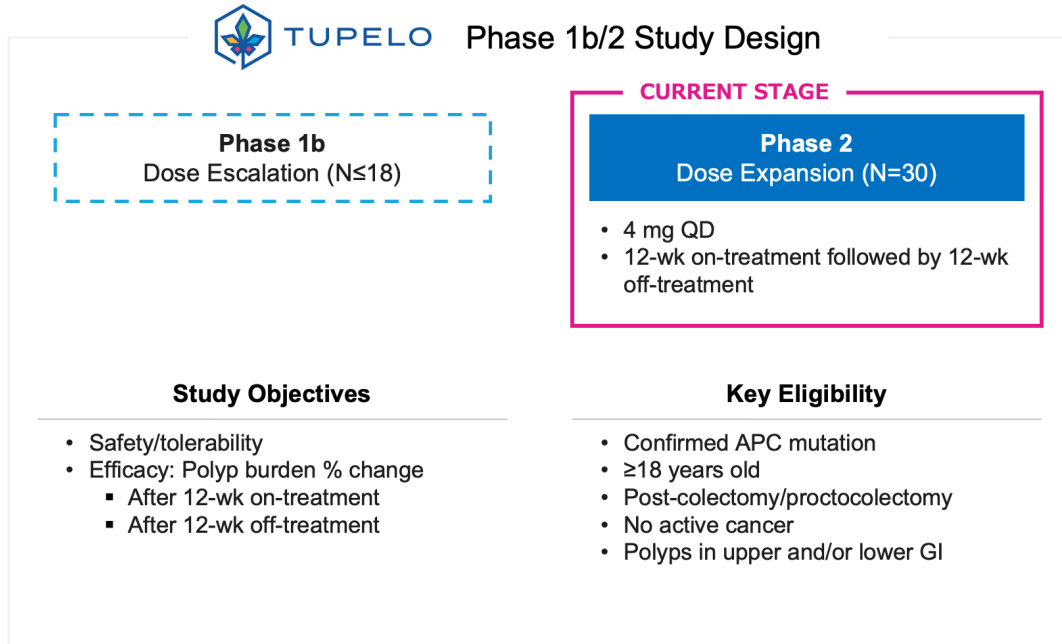 TUPELO Phase 1b/2 Study Design
CURRENT STAGE
Phase 1b
Dose Escalation (N≤18)
Phase 2
Dose Expansion (N=30)
• 4 mg QD
• 12-wk on-treatment followed by 12-wk
off-treatment
Study Objectives
• Safety/tolerability
• Efficacy: Polyp burden % change
▪ After 12-wk on-treatment
▪ After 12-wk off-treatment
Key Eligibility
• Confirmed APC mutation
• ≥18 years old
• Post-colectomy/proctocolectomy
• No active cancer
• Polyps in upper and/or lower GI